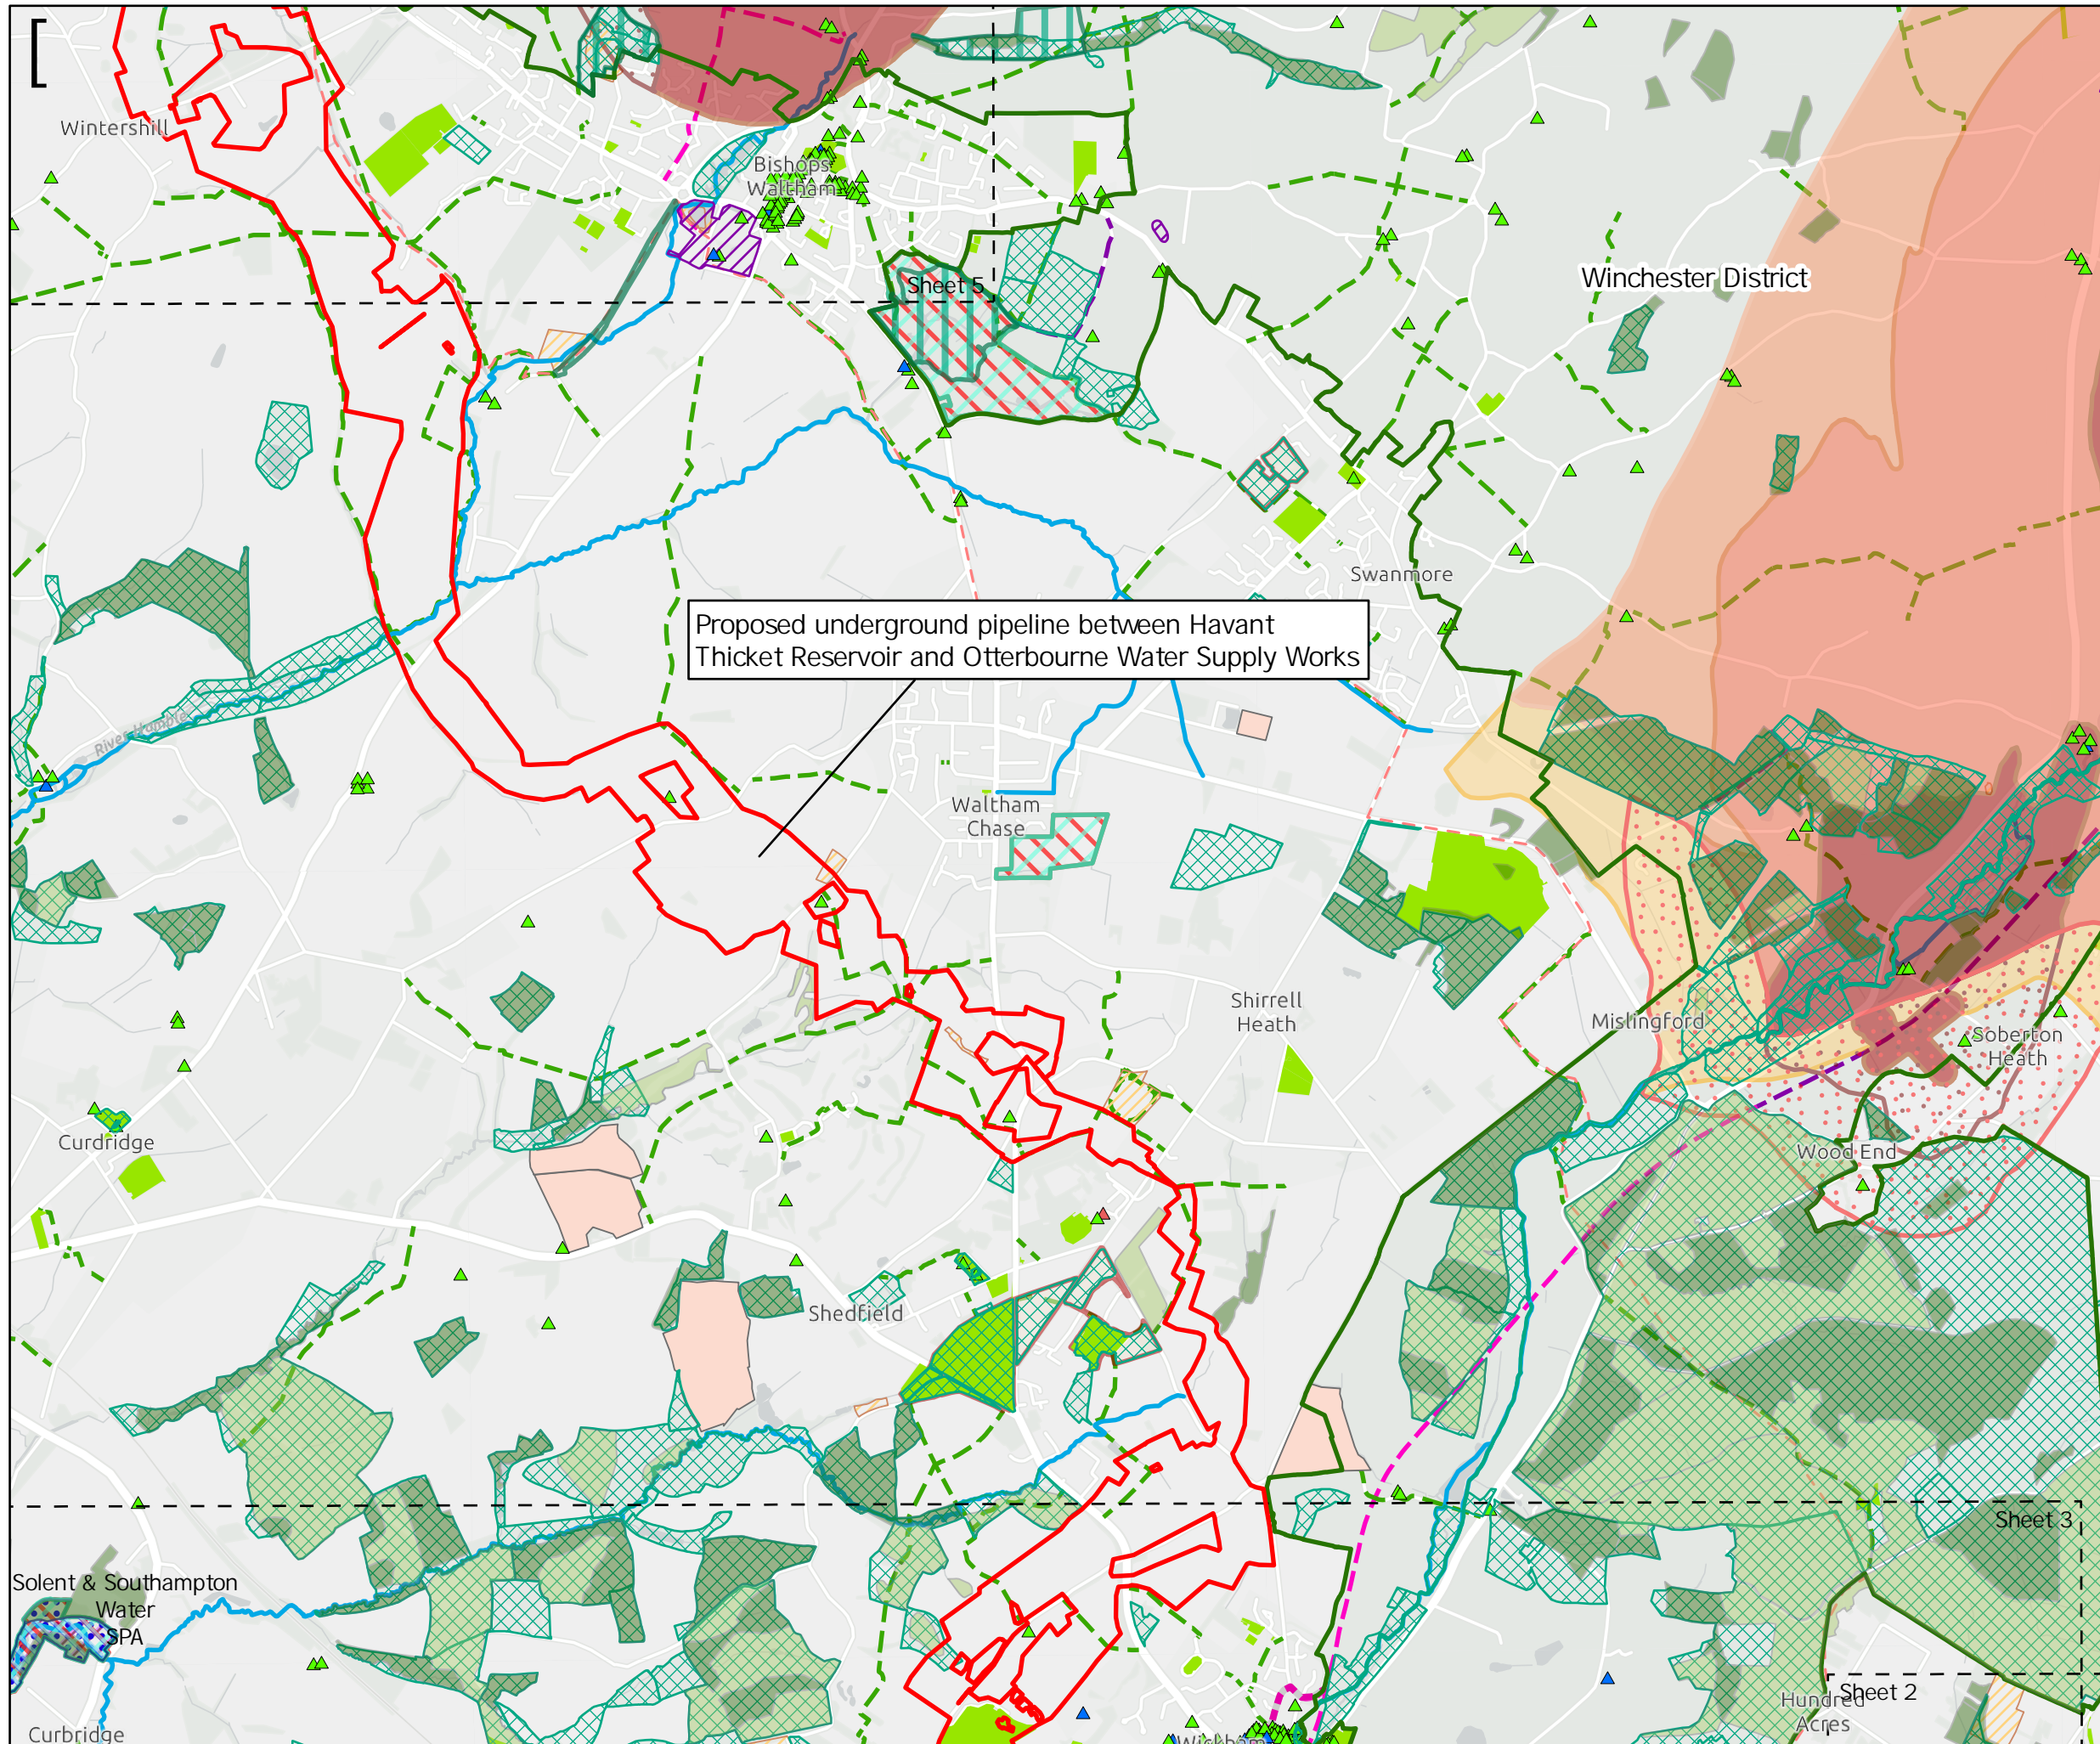 [
Wintershill
Bishops
Waltham
Sheet 5
Winchester District
Swanmore
Proposed underground pipeline between Havant
Thicket Reservoir and Otterbourne Water Supply Works
River Hamble
Waltham
Chase
Shirrell
Heath
Mislingford
Soberton
Heath
Curdridge
Wood End
Shedfield
Sheet 3
Solent & Southampton
Water
SPA
Sheet 2
Hundred
Acres
Curbridge
Wickham